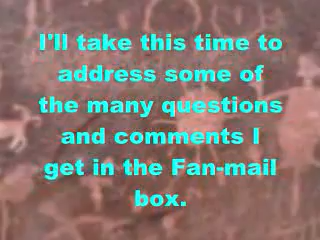 I'll take this time to
address some of
the many questions
and comments I
get in the Fan-mail
box.